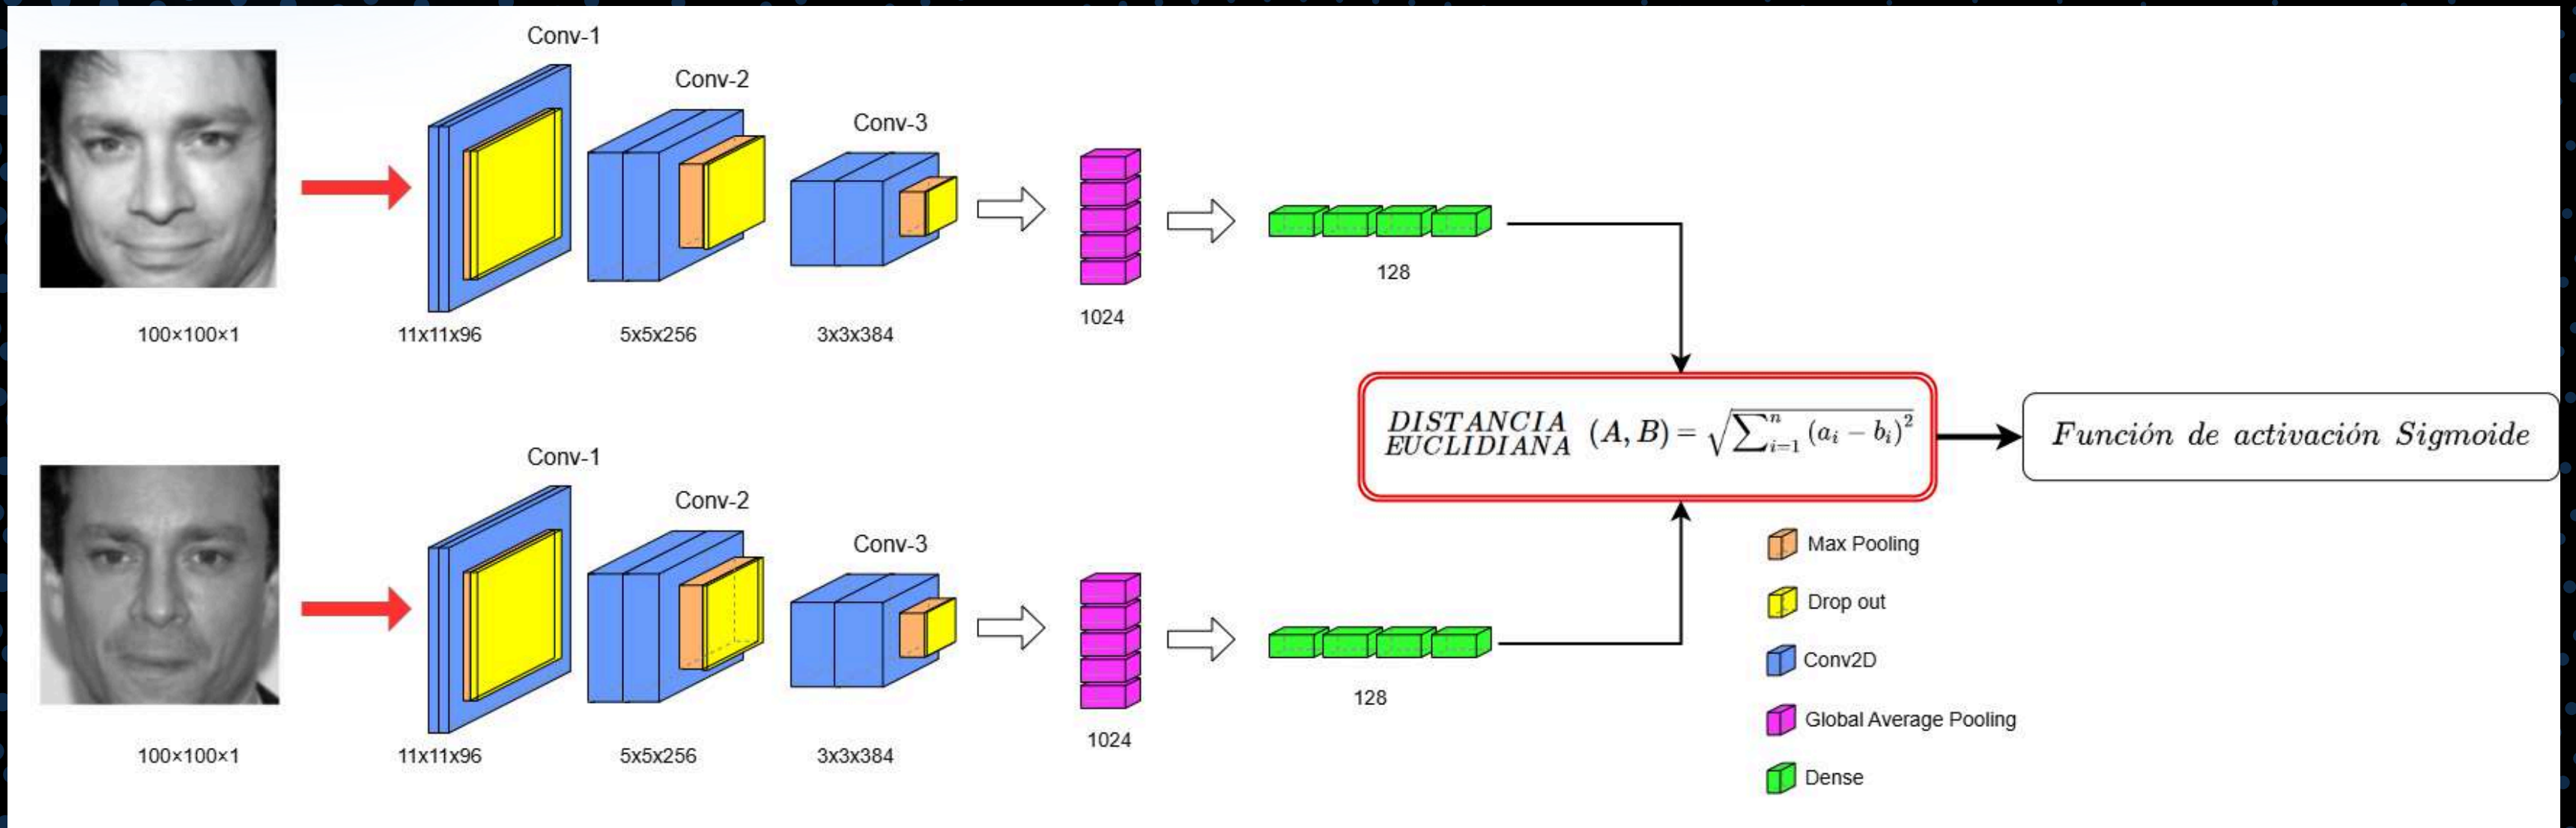 Conv-1
Conv-2
Conv-3
100×100×1
11x11x96
5x5x256
3x3x384
1024
128
DISTANCIA EUCLIDIANA (A, B) = √∑ⁿᵢ₌₁ (aᵢ − bᵢ)²
Función de activación Sigmoide
Conv-1
Conv-2
Conv-3
100×100×1
11x11x96
5x5x256
3x3x384
1024
128
Max Pooling
Drop out
Conv2D
Global Average Pooling
Dense